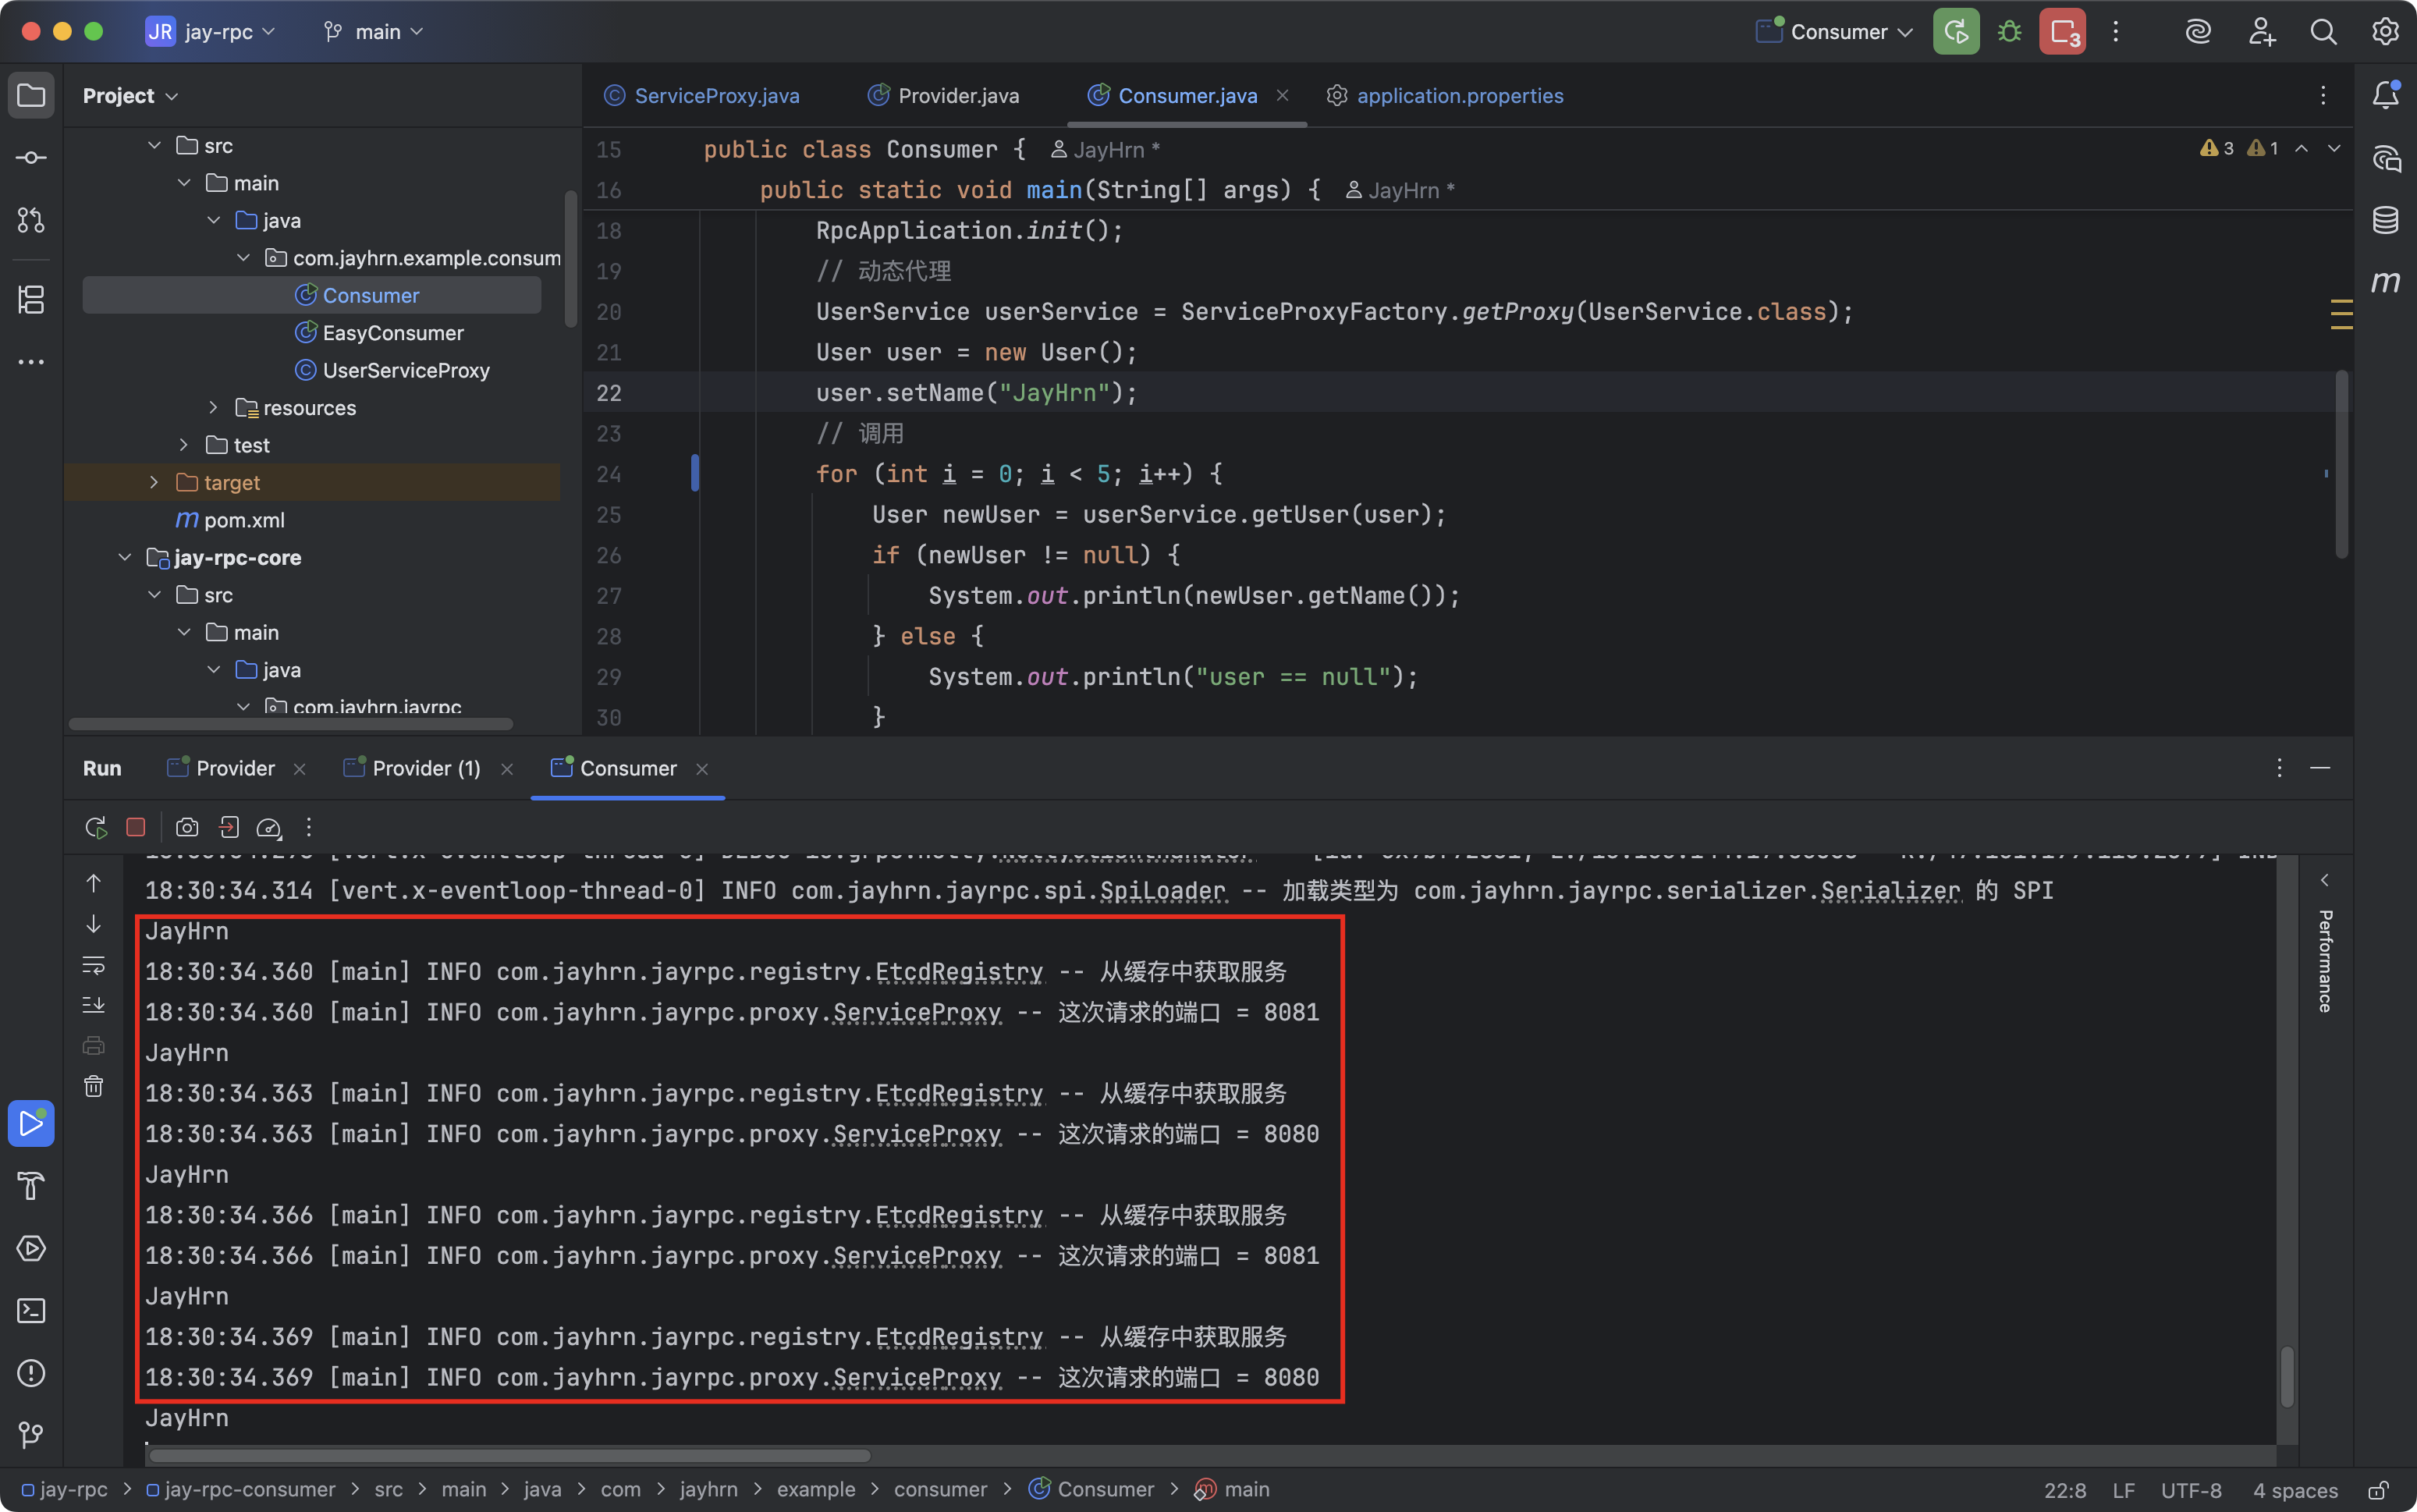 JR jay-rpc main Consumer 3
Project
ServiceProxy.java Provider.java Consumer.java application.properties
src
main
java
com.jayhrn.example.consum
Consumer
EasyConsumer
UserServiceProxy
resources
test
target
m pom.xml
jay-rpc-core
src
main
java
com.jayhrn.jayrpc
3 1
15 public class Consumer { JayHrn *
16 public static void main(String[] args) { JayHrn *
18 RpcApplication.init();
19 // 动态代理
20 UserService userService = ServiceProxyFactory.getProxy(UserService.class);
21 User user = new User();
22 user.setName("JayHrn");
23 // 调用
24 for (int i = 0; i < 5; i++) {
25 User newUser = userService.getUser(user);
26 if (newUser != null) {
27 System.out.println(newUser.getName());
28 } else {
29 System.out.println("user == null");
30 }
m
Run Provider Provider (1) Consumer
18:30:34.314 [vert.x-eventloop-thread-0] INFO com.jayhrn.jayrpc.spi.SpiLoader -- 加载类型为 com.jayhrn.jayrpc.serializer.Serializer 的 SPI
JayHrn
18:30:34.360 [main] INFO com.jayhrn.jayrpc.registry.EtcdRegistry -- 从缓存中获取服务
18:30:34.360 [main] INFO com.jayhrn.jayrpc.proxy.ServiceProxy -- 这次请求的端口 = 8081
JayHrn
18:30:34.363 [main] INFO com.jayhrn.jayrpc.registry.EtcdRegistry -- 从缓存中获取服务
18:30:34.363 [main] INFO com.jayhrn.jayrpc.proxy.ServiceProxy -- 这次请求的端口 = 8080
JayHrn
18:30:34.366 [main] INFO com.jayhrn.jayrpc.registry.EtcdRegistry -- 从缓存中获取服务
18:30:34.366 [main] INFO com.jayhrn.jayrpc.proxy.ServiceProxy -- 这次请求的端口 = 8081
JayHrn
18:30:34.369 [main] INFO com.jayhrn.jayrpc.registry.EtcdRegistry -- 从缓存中获取服务
18:30:34.369 [main] INFO com.jayhrn.jayrpc.proxy.ServiceProxy -- 这次请求的端口 = 8080
JayHrn
Performance
jay-rpc jay-rpc-consumer src main java com jayhrn example consumer Consumer main 22:8 LF UTF-8 4 spaces